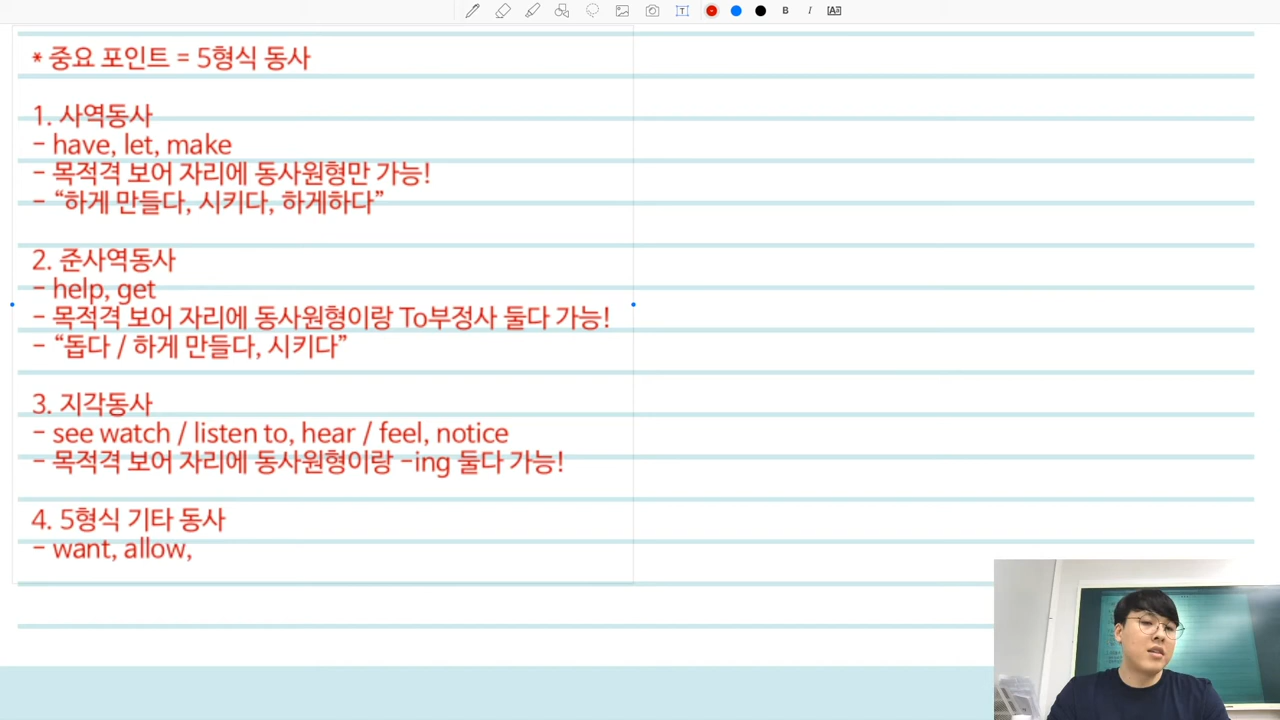 T
B
I
A
* 중요 포인트 = 5형식 동사
1. 사역동사
- have, let, make
- 목적격 보어 자리에 동사원형만 가능!
- “하게 만들다, 시키다, 하게하다”
2. 준사역동사
- help, get
- 목적격 보어 자리에 동사원형이랑 To부정사 둘다 가능!
- “돕다 / 하게 만들다, 시키다”
3. 지각동사
- see watch / listen to, hear / feel, notice
- 목적격 보어 자리에 동사원형이랑 -ing 둘다 가능!
4. 5형식 기타 동사
- want, allow,